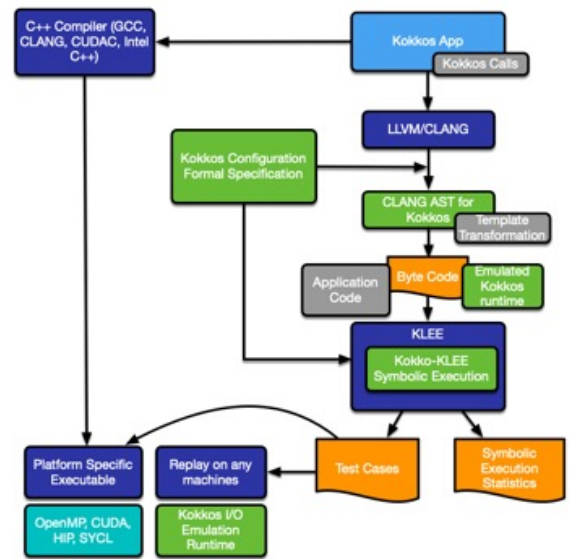 C++ Compiler (GCC,
CLANG, CUDAC, Intel
C++)
Kokkos App
Kokkos Calls
LLVM/CLANG
Kokkos Configuration
Formal Specification
CLANG AST for
Kokkos
Template
Transformation
Application
Code
Byte Code
Emulated
Kokkos
runtime
KLEE
Kokko-KLEE
Symbolic Execution
Platform Specific
Executable
Replay on any
machines
Test Cases
Symbolic
Execution
Statistics
OpenMP, CUDA,
HIP, SYCL
Kokkos I/O
Emulation
Runtime